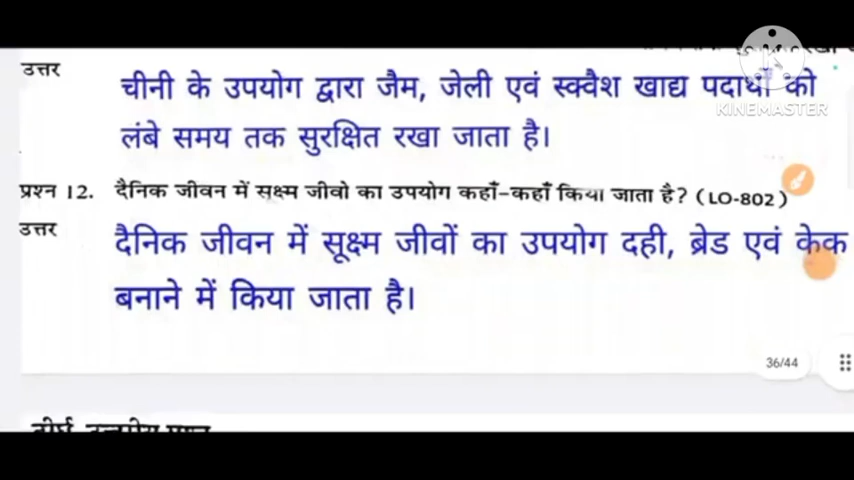 उत्तर
चीनी के उपयोग द्वारा जैम, जेली एवं स्क्वैश खाद्य पदार्थों को
लंबे समय तक सुरक्षित रखा जाता है।
KINEMASTER
प्रश्न 12. दैनिक जीवन में सूक्ष्म जीवो का उपयोग कहाँ-कहाँ किया जाता है? (LO-802)
उत्तर
दैनिक जीवन में सूक्ष्म जीवों का उपयोग दही, ब्रेड एवं केक
बनाने में किया जाता है।
36/44